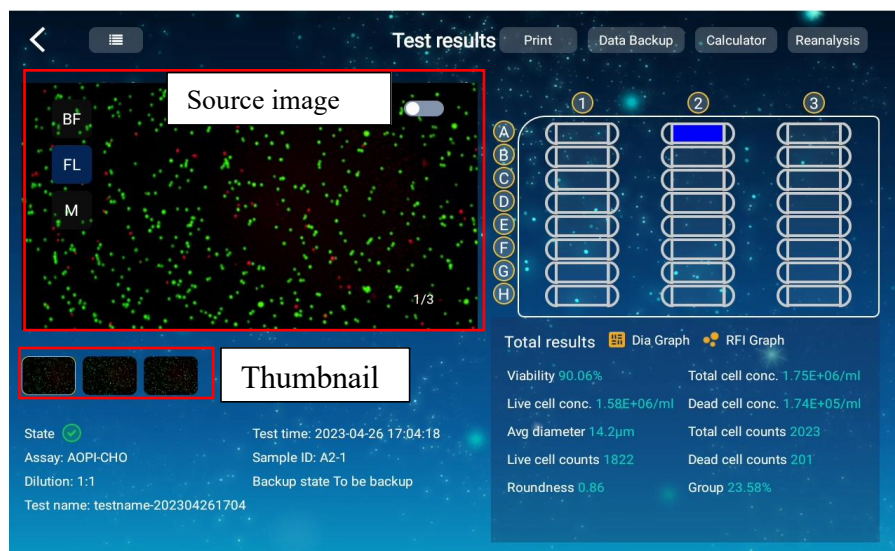 Test results
Print
Data Backup
Calculator
Reanalysis
Source image
BF
FL
M
1/3
1
2
3
A
B
C
D
E
F
G
H
Thumbnail
State
Test time: 2023-04-26 17:04:18
Assay: AOPI-CHO
Sample ID: A2-1
Dilution: 1:1
Backup state To be backup
Test name: testname-202304261704
Total results
Dia Graph
RFI Graph
Viability 90.06%
Total cell conc. 1.75E+06/ml
Live cell conc. 1.58E+06/ml
Dead cell conc. 1.74E+05/ml
Avg diameter 14.2μm
Total cell counts 2023
Live cell counts 1822
Dead cell counts 201
Roundness 0.86
Group 23.58%